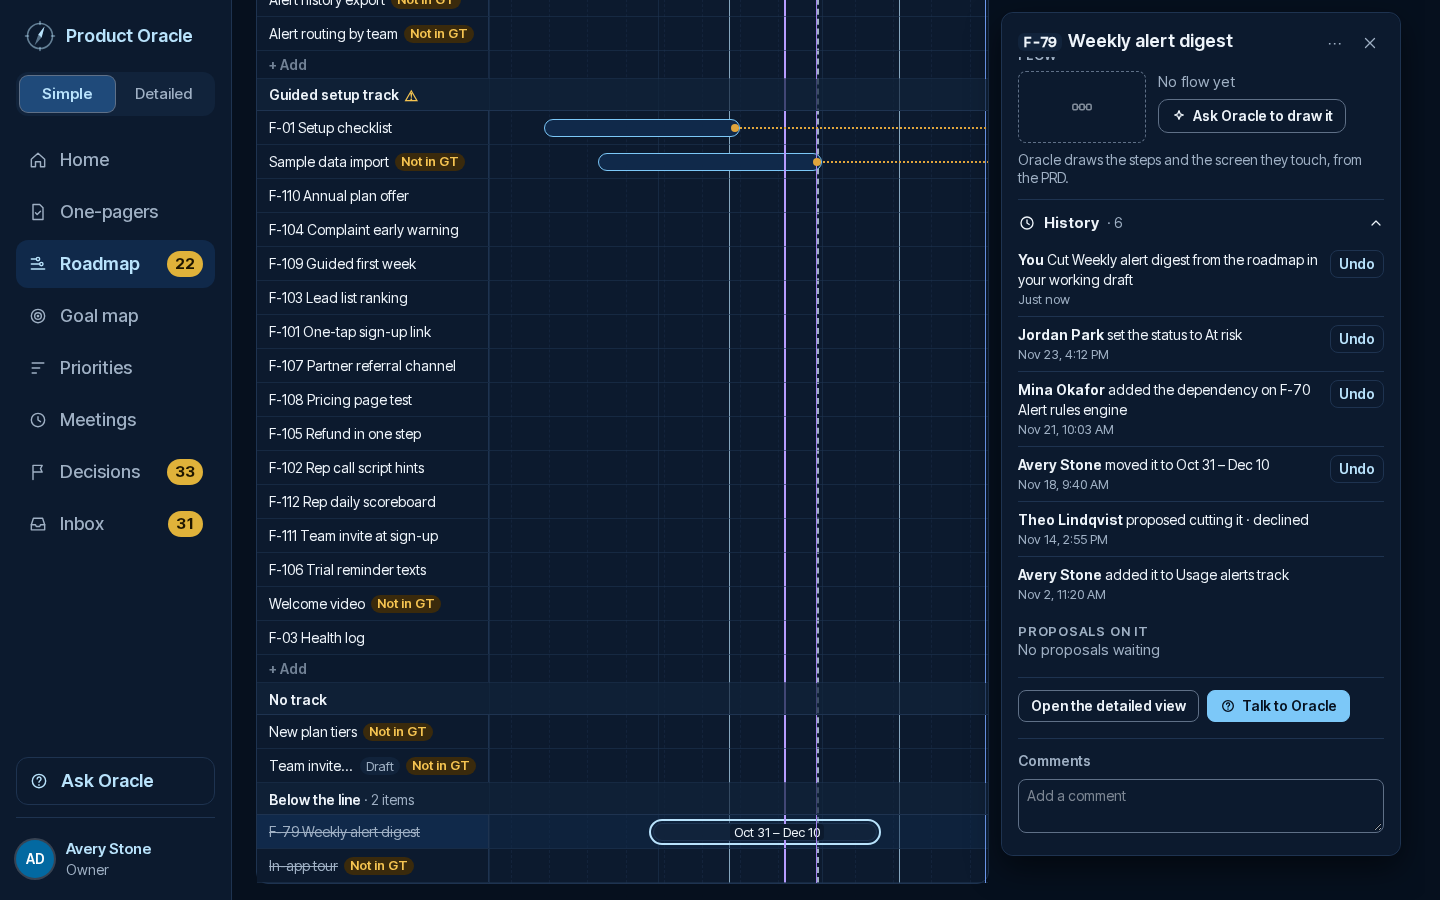 Product Oracle
Simple
Detailed
Home
One-pagers
Roadmap
22
Goal map
Priorities
Meetings
Decisions
33
Inbox
31
Ask Oracle
AD
Avery Stone
Owner
Alert history export Not in GT
Alert routing by team Not in GT
+ Add
Guided setup track
F-01 Setup checklist
Sample data import Not in GT
F-110 Annual plan offer
F-104 Complaint early warning
F-109 Guided first week
F-103 Lead list ranking
F-101 One-tap sign-up link
F-107 Partner referral channel
F-108 Pricing page test
F-105 Refund in one step
F-102 Rep call script hints
F-112 Rep daily scoreboard
F-111 Team invite at sign-up
F-106 Trial reminder texts
Welcome video Not in GT
F-03 Health log
+ Add
No track
New plan tiers Not in GT
Team invite... Draft Not in GT
Below the line · 2 items
F-79 Weekly alert digest
Oct 31 – Dec 10
In-app tour Not in GT
F-79 Weekly alert digest
FLOW
No flow yet
Ask Oracle to draw it
Oracle draws the steps and the screen they touch, from
the PRD.
History · 6
You Cut Weekly alert digest from the roadmap in
your working draft
Just now
Undo
Jordan Park set the status to At risk
Nov 23, 4:12 PM
Undo
Mina Okafor added the dependency on F-70
Alert rules engine
Nov 21, 10:03 AM
Undo
Avery Stone moved it to Oct 31 – Dec 10
Nov 18, 9:40 AM
Undo
Theo Lindqvist proposed cutting it · declined
Nov 14, 2:55 PM
Avery Stone added it to Usage alerts track
Nov 2, 11:20 AM
PROPOSALS ON IT
No proposals waiting
Open the detailed view
Talk to Oracle
Comments
Add a comment